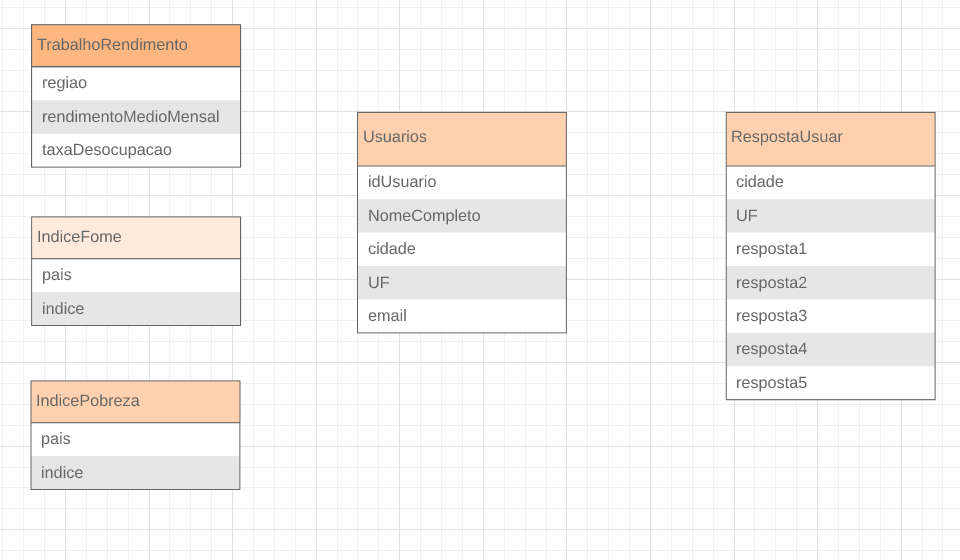 TrabalhoRendimento
regiao
rendimentoMedioMensal
taxaDesocupacao
IndiceFome
pais
indice
IndicePobreza
pais
indice
Usuarios
idUsuario
NomeCompleto
cidade
UF
email
RespostaUsuar
cidade
UF
resposta1
resposta2
resposta3
resposta4
resposta5